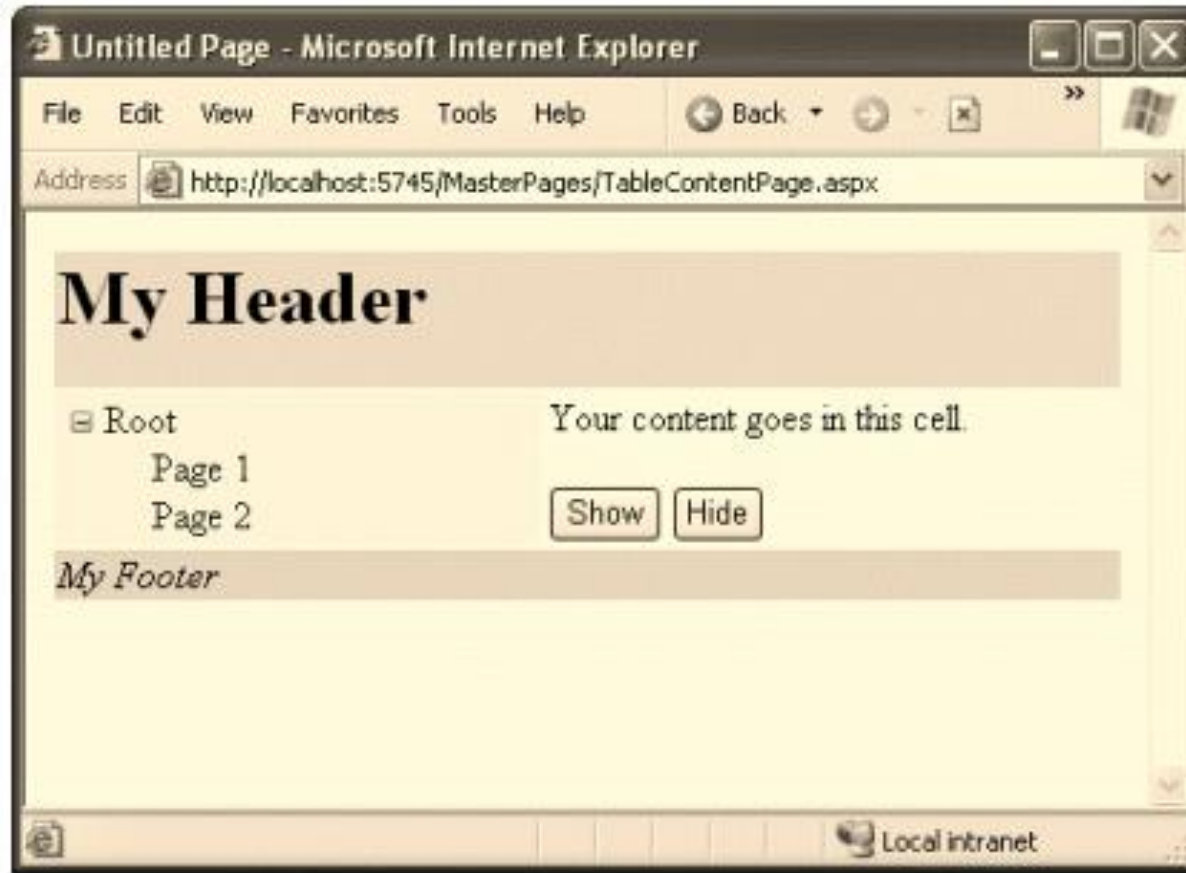 Untitled Page - Microsoft Internet Explorer
File Edit View Favorites Tools Help Back »
Address http://localhost:5745/MasterPages/TableContentPage.aspx
My Header
Root
Page 1
Page 2
Your content goes in this cell.
Show Hide
My Footer
Local intranet